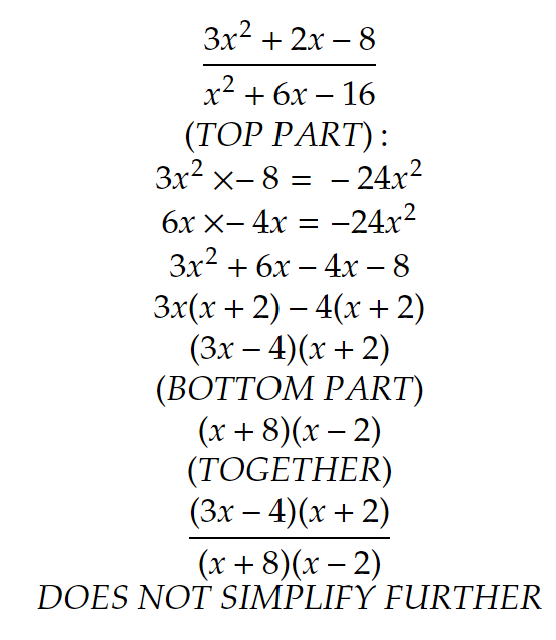 3x² + 2x − 8
x² + 6x − 16
(TOP PART) :
3x² ×− 8 = − 24x²
6x ×− 4x = −24x²
3x² + 6x − 4x − 8
3x(x + 2) − 4(x + 2)
(3x − 4)(x + 2)
(BOTTOM PART)
(x + 8)(x − 2)
(TOGETHER)
(3x − 4)(x + 2)
(x + 8)(x − 2)
DOES NOT SIMPLIFY FURTHER